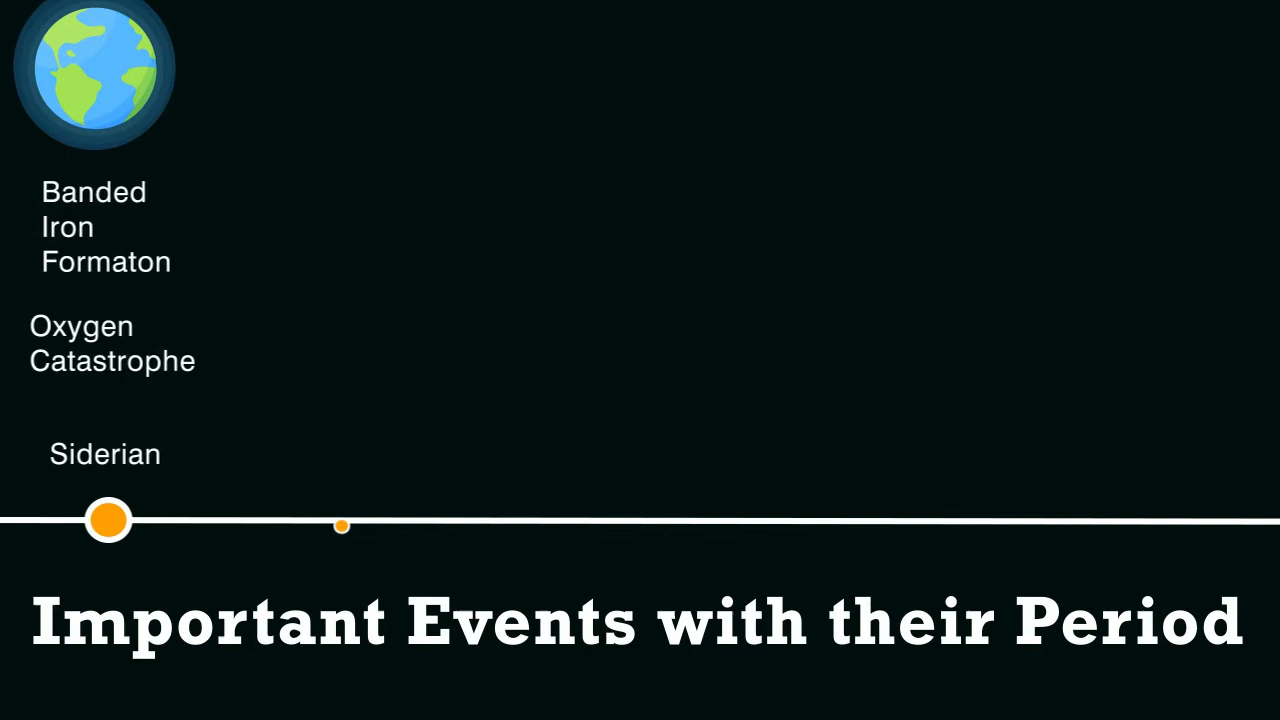 Banded
Iron
Formaton
Oxygen
Catastrophe
Siderian
Important Events with their Period